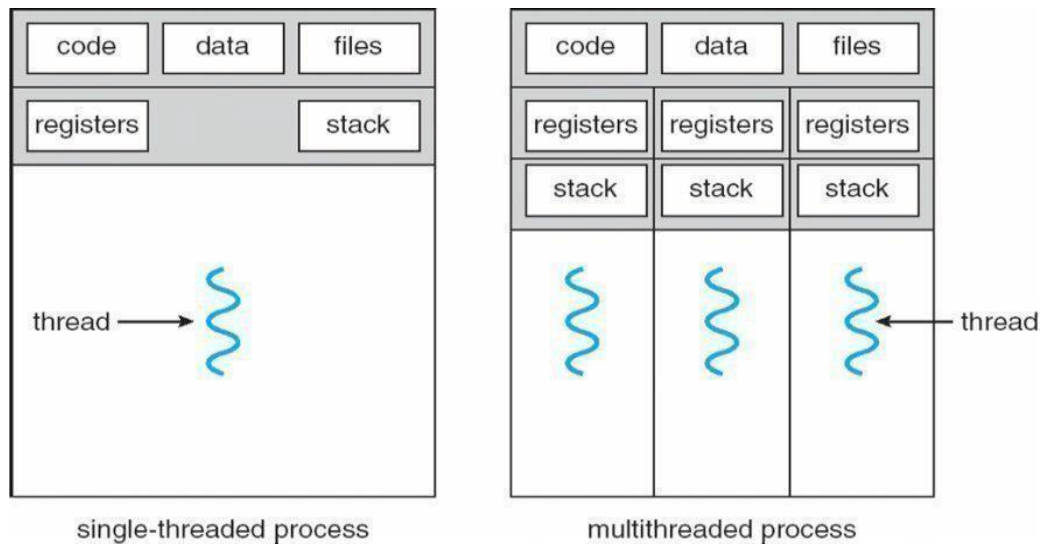 code data files
registers stack
thread
single-threaded process
code data files
registers registers registers
stack stack stack
thread
multithreaded process